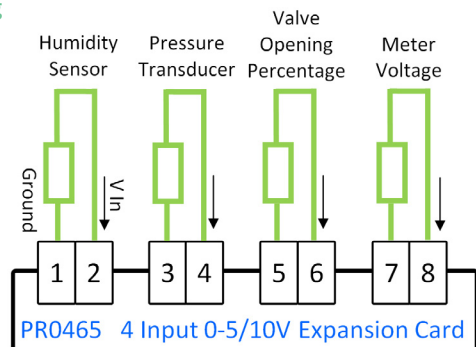 Humidity
Sensor
Pressure
Transducer
Valve
Opening
Percentage
Meter
Voltage
Ground
V In
1 2 3 4 5 6 7 8
PR0465 4 Input 0-5/10V Expansion Card